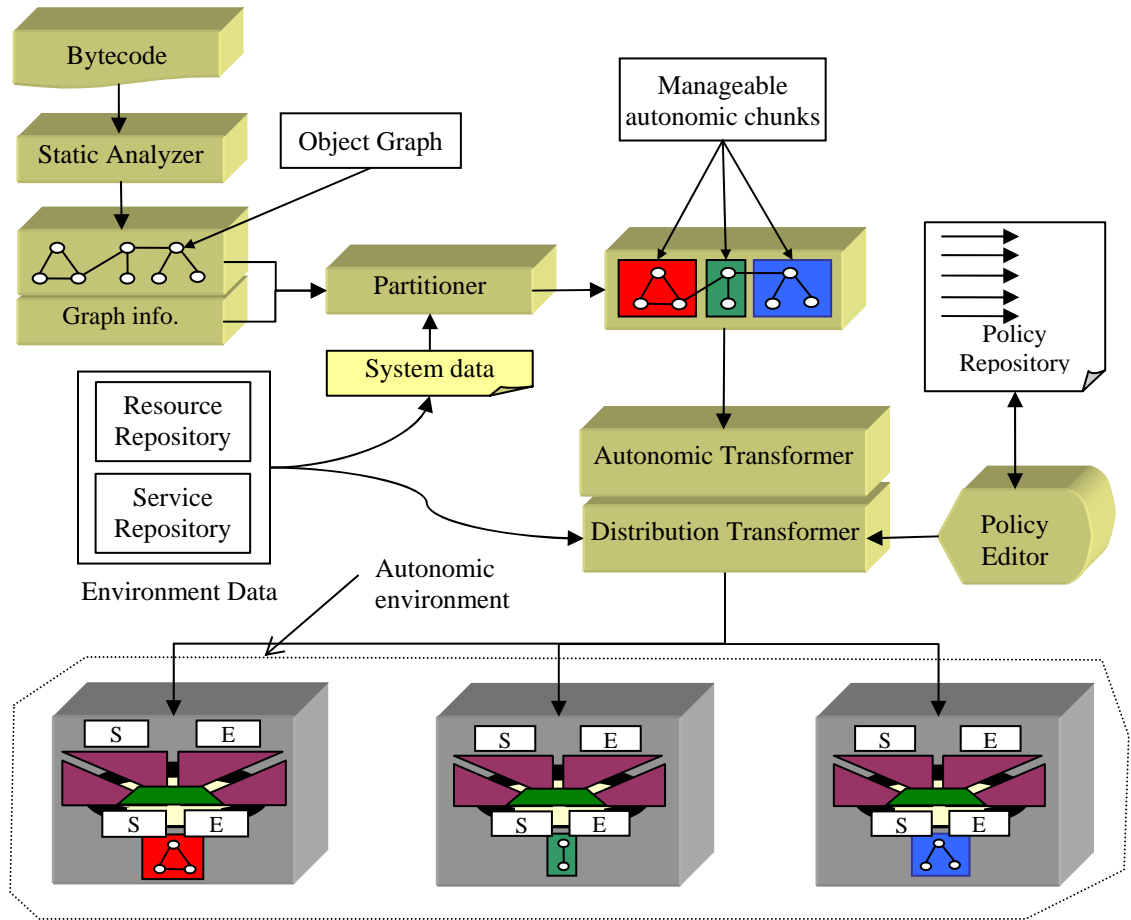 Bytecode
Static Analyzer
Object Graph
Manageable
autonomic chunks
Graph info.
Partitioner
System data
Policy
Repository
Resource
Repository
Service
Repository
Environment Data
Autonomic Transformer
Distribution Transformer
Policy
Editor
Autonomic
environment
S E
S E
S E
S E
S E
S E